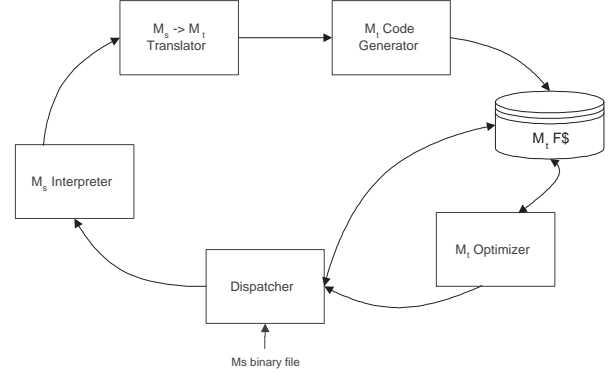 Ms -> Mt
Translator
Mt Code
Generator
Mt F$
Ms Interpreter
Mt Optimizer
Dispatcher
Ms binary file